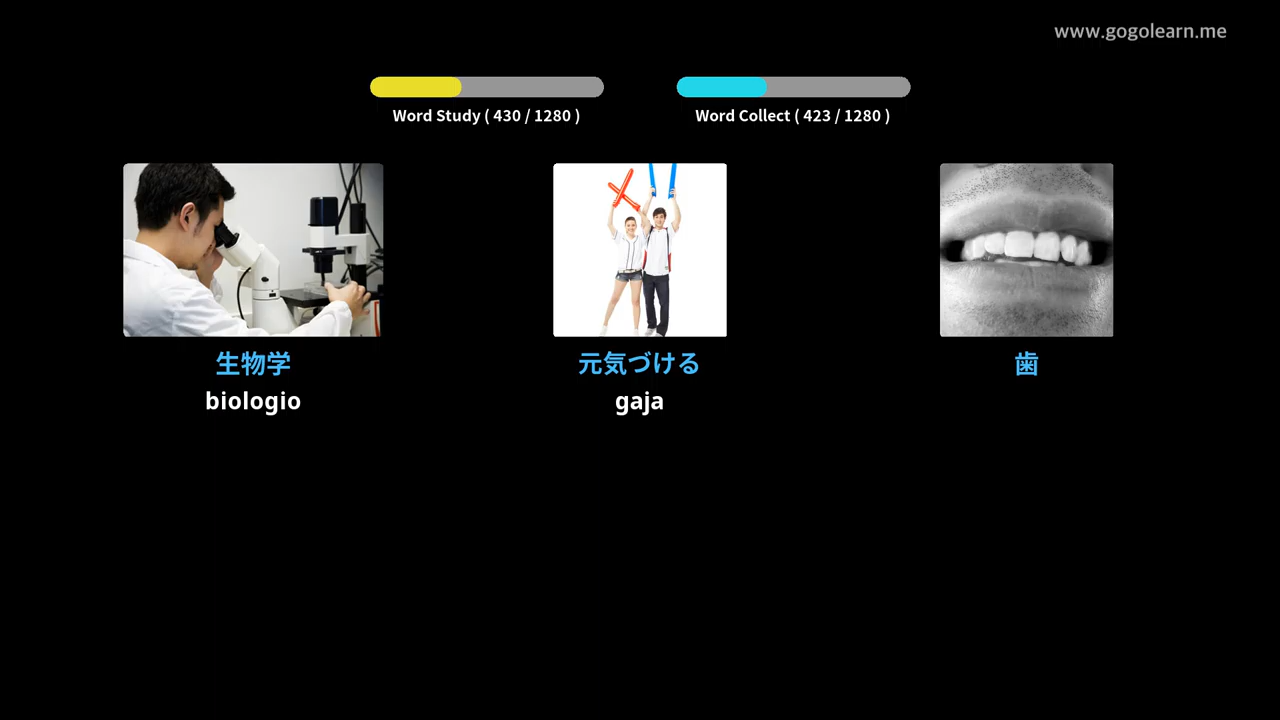 www.gogolearn.me
Word Study ( 430 / 1280 )
Word Collect ( 423 / 1280 )
生物学
元気づける
歯
biologio
gaja